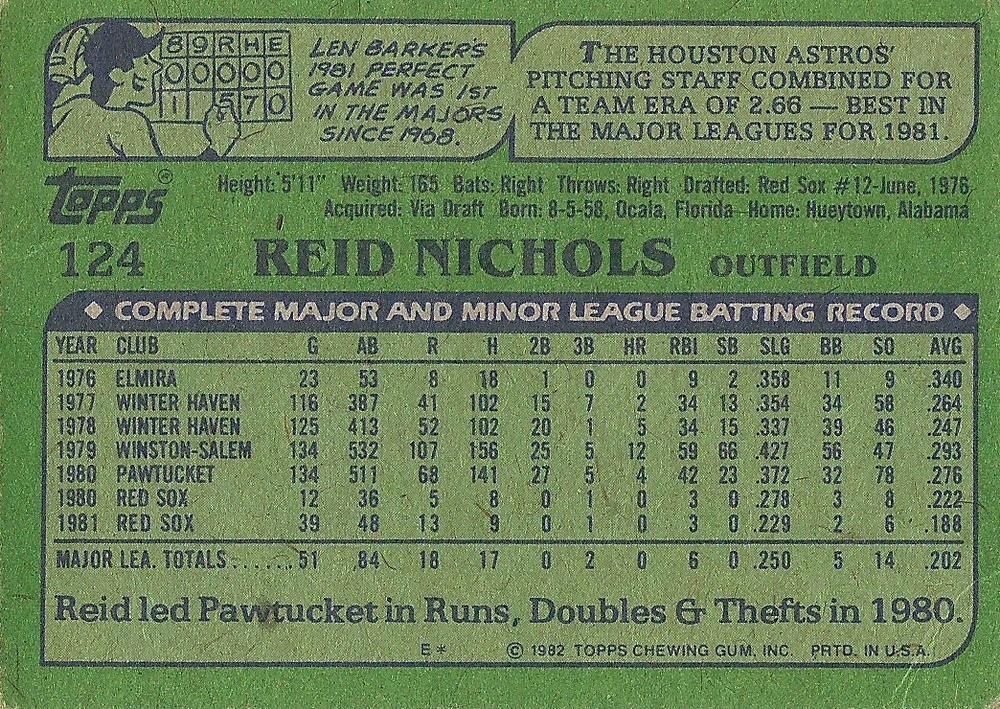 8 9 R H E
0 0 0 0 0
1 5 7 0
LEN BARKER'S
1981 PERFECT
GAME WAS 1ST
IN THE MAJORS
SINCE 1968.
THE HOUSTON ASTROS'
PITCHING STAFF COMBINED FOR
A TEAM ERA OF 2.66 — BEST IN
THE MAJOR LEAGUES FOR 1981.
Topps®
Height: 5'11" Weight: 165 Bats: Right Throws: Right Drafted: Red Sox #12-June, 1976
Acquired: Via Draft Born: 8-5-58, Ocala, Florida Home: Hueytown, Alabama
124 REID NICHOLS OUTFIELD
◆ COMPLETE MAJOR AND MINOR LEAGUE BATTING RECORD ◆
YEAR CLUB G AB R H 2B 3B HR RBI SB SLG BB SO AVG
1976 ELMIRA 23 53 8 18 1 0 0 9 2 .358 11 9 .340
1977 WINTER HAVEN 116 387 41 102 15 7 2 34 13 .354 34 58 .264
1978 WINTER HAVEN 125 413 52 102 20 1 5 34 15 .337 39 46 .247
1979 WINSTON-SALEM 134 532 107 156 25 5 12 59 66 .427 56 47 .293
1980 PAWTUCKET 134 511 68 141 27 5 4 42 23 .372 32 78 .276
1980 RED SOX 12 36 5 8 0 1 0 3 0 .278 3 8 .222
1981 RED SOX 39 48 13 9 0 1 0 3 0 .229 2 6 .188
MAJOR LEA. TOTALS...... 51 84 18 17 0 2 0 6 0 .250 5 14 .202
Reid led Pawtucket in Runs, Doubles & Thefts in 1980.
E* © 1982 TOPPS CHEWING GUM, INC. PRTD. IN U.S.A.